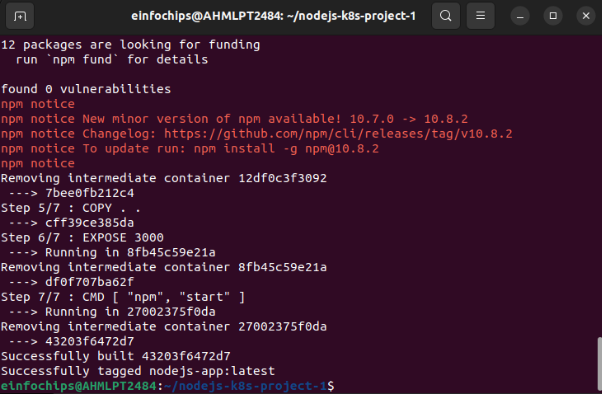 einfochips@AHMLPT2484: ~/nodejs-k8s-project-1
12 packages are looking for funding
  run `npm fund` for details
found 0 vulnerabilities
npm notice
npm notice New minor version of npm available! 10.7.0 -> 10.8.2
npm notice Changelog: https://github.com/npm/cli/releases/tag/v10.8.2
npm notice To update run: npm install -g npm@10.8.2
npm notice
Removing intermediate container 12df0c3f3092
 ---> 7bee0fb212c4
Step 5/7 : COPY . .
 ---> cff39ce385da
Step 6/7 : EXPOSE 3000
 ---> Running in 8fb45c59e21a
Removing intermediate container 8fb45c59e21a
 ---> df0f707ba62f
Step 7/7 : CMD [ "npm", "start" ]
 ---> Running in 27002375f0da
Removing intermediate container 27002375f0da
 ---> 43203f6472d7
Successfully built 43203f6472d7
Successfully tagged nodejs-app:latest
einfochips@AHMLPT2484:~/nodejs-k8s-project-1$